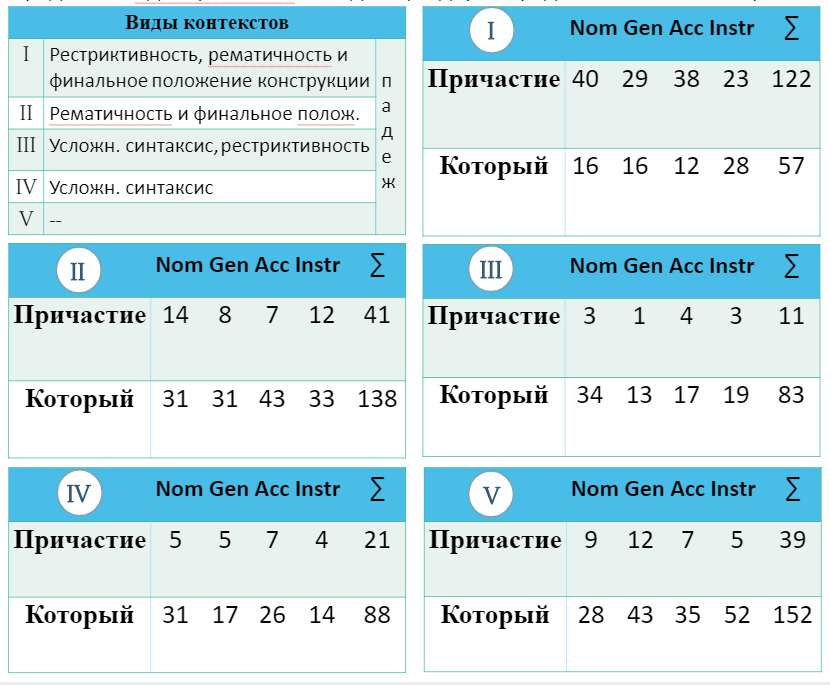 Виды контекстов
I Рестриктивность, рематичность и
финальное положение конструкции
II Рематичность и финальное полож.
III Усложн. синтаксис, рестриктивность
IV Усложн. синтаксис
V --
падеж
I Nom Gen Acc Instr ∑
Причастие 40 29 38 23 122
Который 16 16 12 28 57
II Nom Gen Acc Instr ∑
Причастие 14 8 7 12 41
Который 31 31 43 33 138
III Nom Gen Acc Instr ∑
Причастие 3 1 4 3 11
Который 34 13 17 19 83
IV Nom Gen Acc Instr ∑
Причастие 5 5 7 4 21
Который 31 17 26 14 88
V Nom Gen Acc Instr ∑
Причастие 9 12 7 5 39
Который 28 43 35 52 152